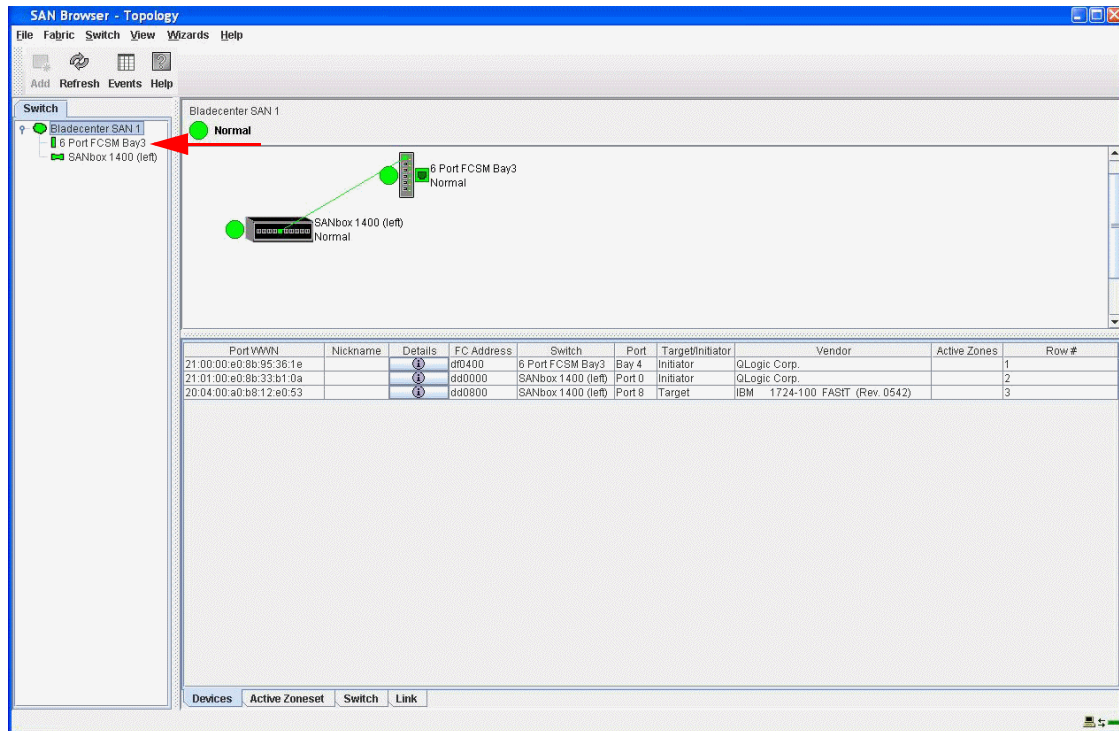 SAN Browser - Topology
File Fabric Switch View Wizards Help
Add Refresh Events Help
Switch
Bladecenter SAN 1
6 Port FCSM Bay3
SANbox 1400 (left)
Bladecenter SAN 1
Normal
6 Port FCSM Bay3
Normal
SANbox 1400 (left)
Normal
Port WWN Nickname Details FC Address Switch Port Target/Initiator Vendor Active Zones Row #
21:00:00:e0:8b:95:36:1e i df0400 6 Port FCSM Bay3 Bay 4 Initiator QLogic Corp. 1
21:01:00:e0:8b:33:b1:0a i dd0000 SANbox 1400 (left) Port 0 Initiator QLogic Corp. 2
20:04:00:a0:b8:12:e0:53 i dd0800 SANbox 1400 (left) Port 8 Target IBM 1724-100 FAStT (Rev. 0542) 3
Devices Active Zoneset Switch Link